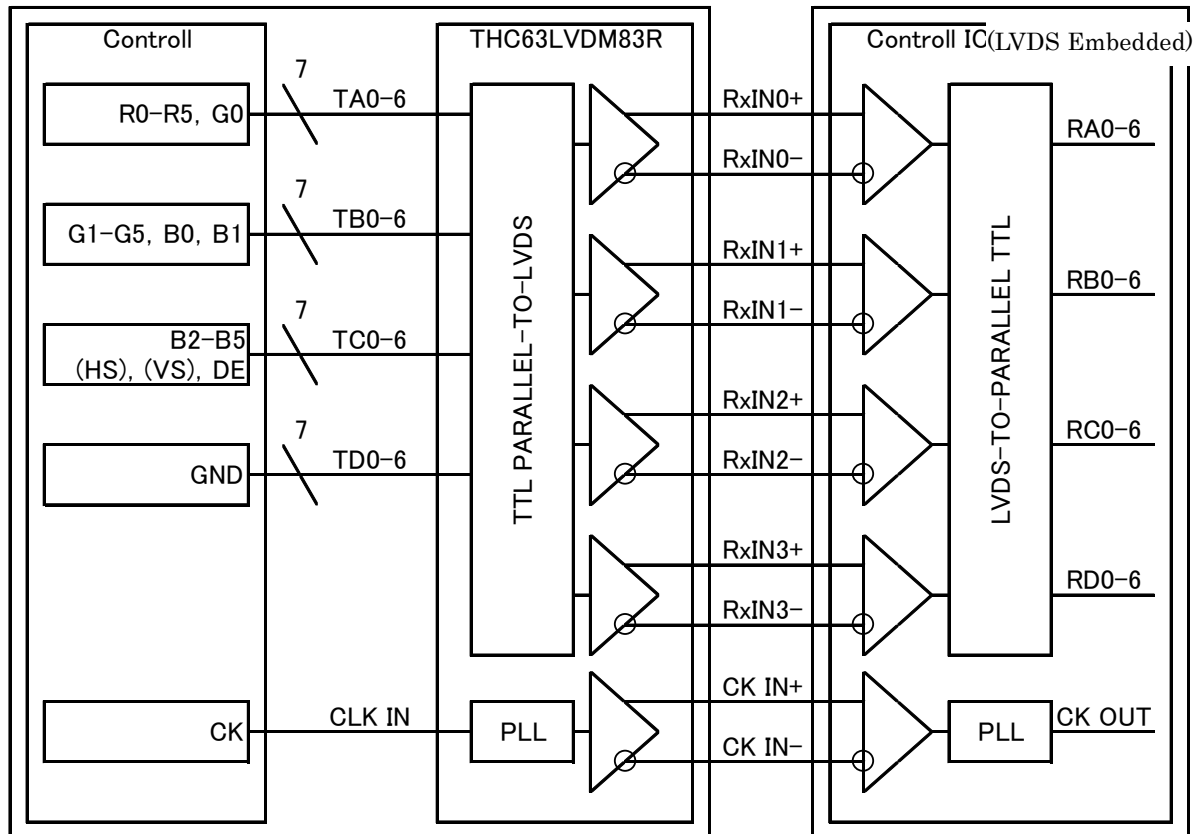 Controll
THC63LVDM83R
Controll IC(LVDS Embedded)
7
R0-R5, G0
TA0-6
RxIN0+
RxIN0-
RA0-6
7
G1-G5, B0, B1
TB0-6
RxIN1+
RxIN1-
RB0-6
7
B2-B5
(HS), (VS), DE
TC0-6
RxIN2+
RxIN2-
RC0-6
7
GND
TD0-6
RxIN3+
RxIN3-
RD0-6
TTL PARALLEL-TO-LVDS
LVDS-TO-PARALLEL TTL
CK
CLK IN
PLL
CK IN+
CK IN-
PLL
CK OUT